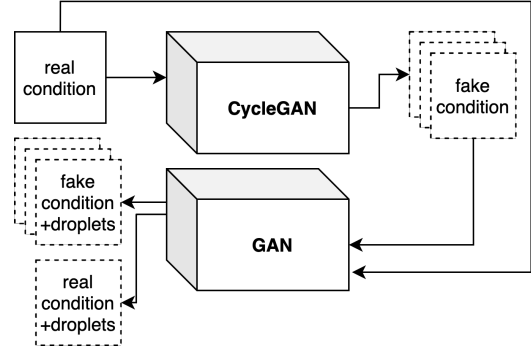 real
condition
CycleGAN
fake
condition
fake
condition
+droplets
GAN
real
condition
+droplets